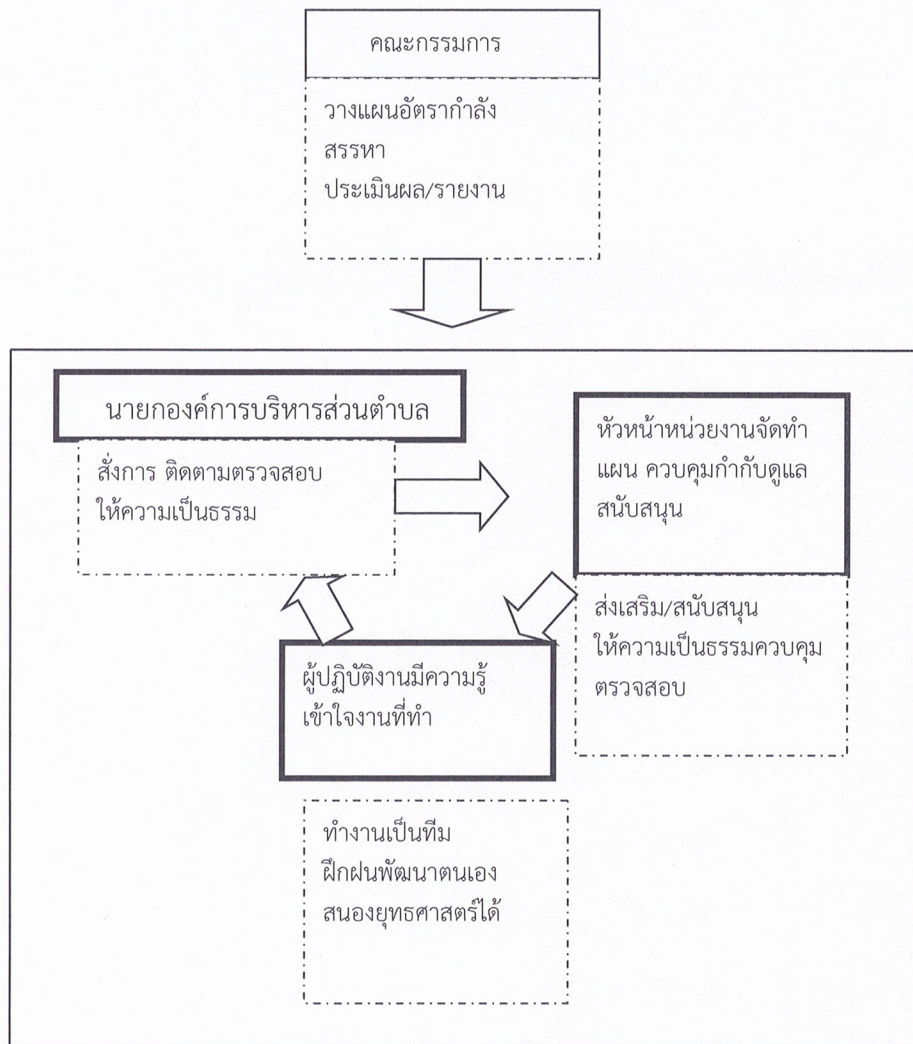 คณะกรรมการ
วางแผนอัตรากำลัง
สรรหา
ประเมินผล/รายงาน
นายกองค์การบริหารส่วนตำบล
สั่งการ ติดตามตรวจสอบ
ให้ความเป็นธรรม
หัวหน้าหน่วยงานจัดทำ
แผน ควบคุมกำกับดูแล
สนับสนุน
ส่งเสริม/สนับสนุน
ให้ความเป็นธรรมควบคุม
ตรวจสอบ
ผู้ปฏิบัติงานมีความรู้
เข้าใจงานที่ทำ
ทำงานเป็นทีม
ฝึกฝนพัฒนาตนเอง
สนองยุทธศาสตร์ได้